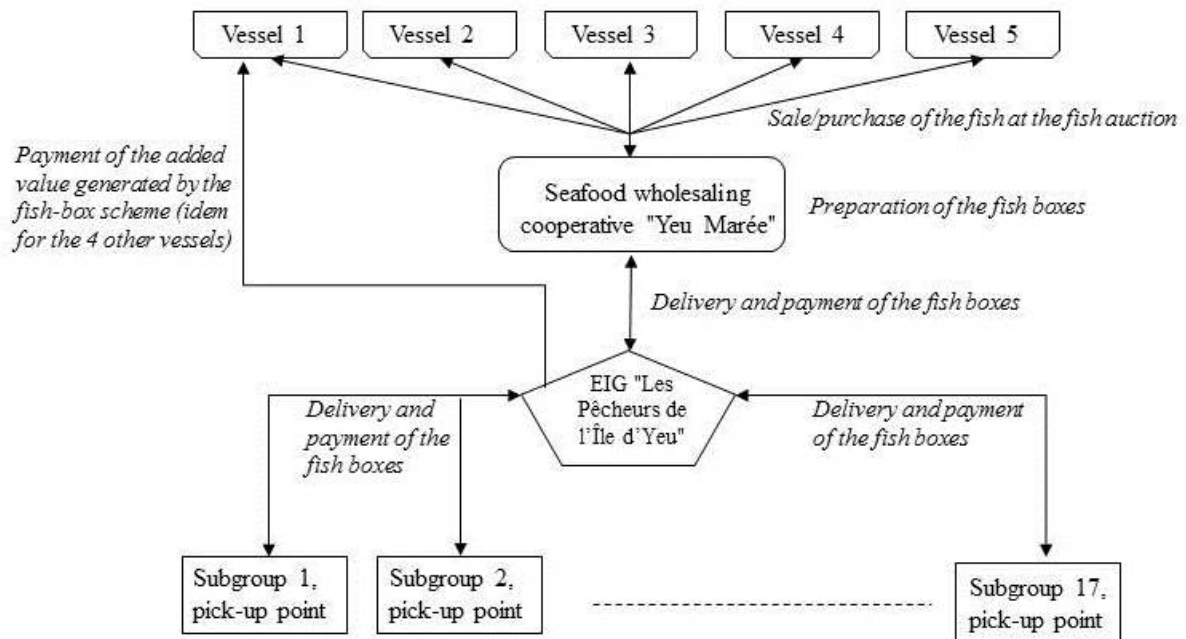 Vessel 1
Vessel 2
Vessel 3
Vessel 4
Vessel 5
Sale/purchase of the fish at the fish auction
Payment of the added
value generated by the
fish-box scheme (idem
for the 4 other vessels)
Seafood wholesaling
cooperative "Yeu Marée"
Preparation of the fish boxes
Delivery and payment of the fish boxes
EIG "Les
Pêcheurs de
l'Île d'Yeu"
Delivery and
payment of the
fish boxes
Delivery and payment
of the fish boxes
Subgroup 1,
pick-up point
Subgroup 2,
pick-up point
Subgroup 17,
pick-up point